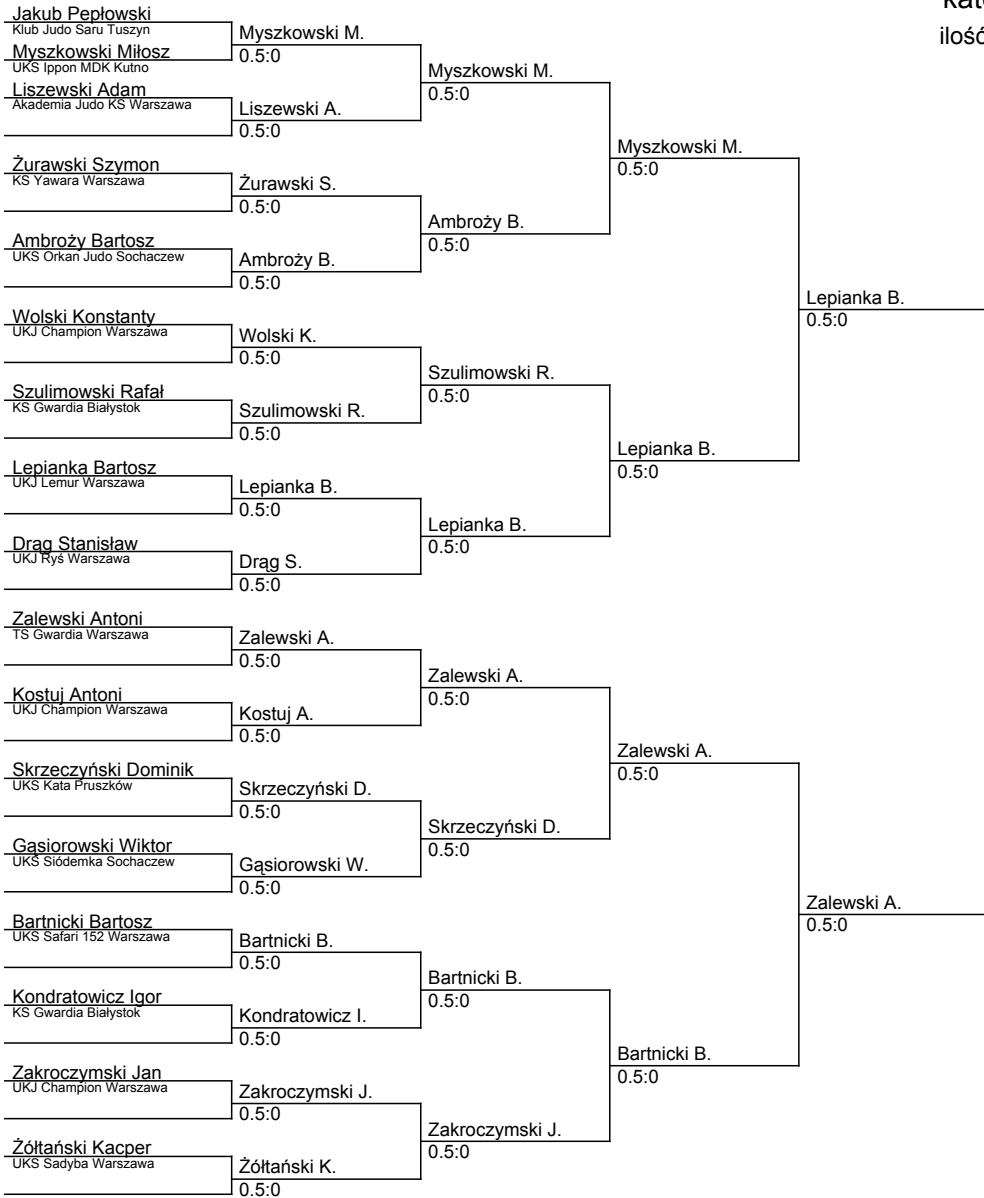 Jakub Pepłowski
Klub Judo Saru Tuszyn
Myszkowski Miłosz
UKS Ippon MDK Kutno
Liszewski Adam
Akademia Judo KS Warszawa
Żurawski Szymon
KS Yawara Warszawa
Ambroży Bartosz
UKS Orkan Judo Sochaczew
Wolski Konstanty
UKJ Champion Warszawa
Szulimowski Rafał
KS Gwardia Białystok
Lepianka Bartosz
UKJ Lemur Warszawa
Drąg Stanisław
UKJ Ryś Warszawa
Zalewski Antoni
TS Gwardia Warszawa
Kostuj Antoni
UKJ Champion Warszawa
Skrzeczyński Dominik
UKS Kata Pruszków
Gąsiorowski Wiktor
UKS Siódemka Sochaczew
Bartnicki Bartosz
UKS Safari 152 Warszawa
Kondratowicz Igor
KS Gwardia Białystok
Zakroczymski Jan
UKJ Champion Warszawa
Żółtański Kacper
UKS Sadyba Warszawa
Myszkowski M.
0.5:0
Liszewski A.
0.5:0
Żurawski S.
0.5:0
Ambroży B.
0.5:0
Wolski K.
0.5:0
Szulimowski R.
0.5:0
Lepianka B.
0.5:0
Drąg S.
0.5:0
Zalewski A.
0.5:0
Kostuj A.
0.5:0
Skrzeczyński D.
0.5:0
Gąsiorowski W.
0.5:0
Bartnicki B.
0.5:0
Kondratowicz I.
0.5:0
Zakroczymski J.
0.5:0
Żółtański K.
0.5:0
Myszkowski M.
0.5:0
Ambroży B.
0.5:0
Szulimowski R.
0.5:0
Lepianka B.
0.5:0
Zalewski A.
0.5:0
Skrzeczyński D.
0.5:0
Bartnicki B.
0.5:0
Zakroczymski J.
0.5:0
Myszkowski M.
0.5:0
Lepianka B.
0.5:0
Zalewski A.
0.5:0
Bartnicki B.
0.5:0
Lepianka B.
0.5:0
Zalewski A.
0.5:0
ilość